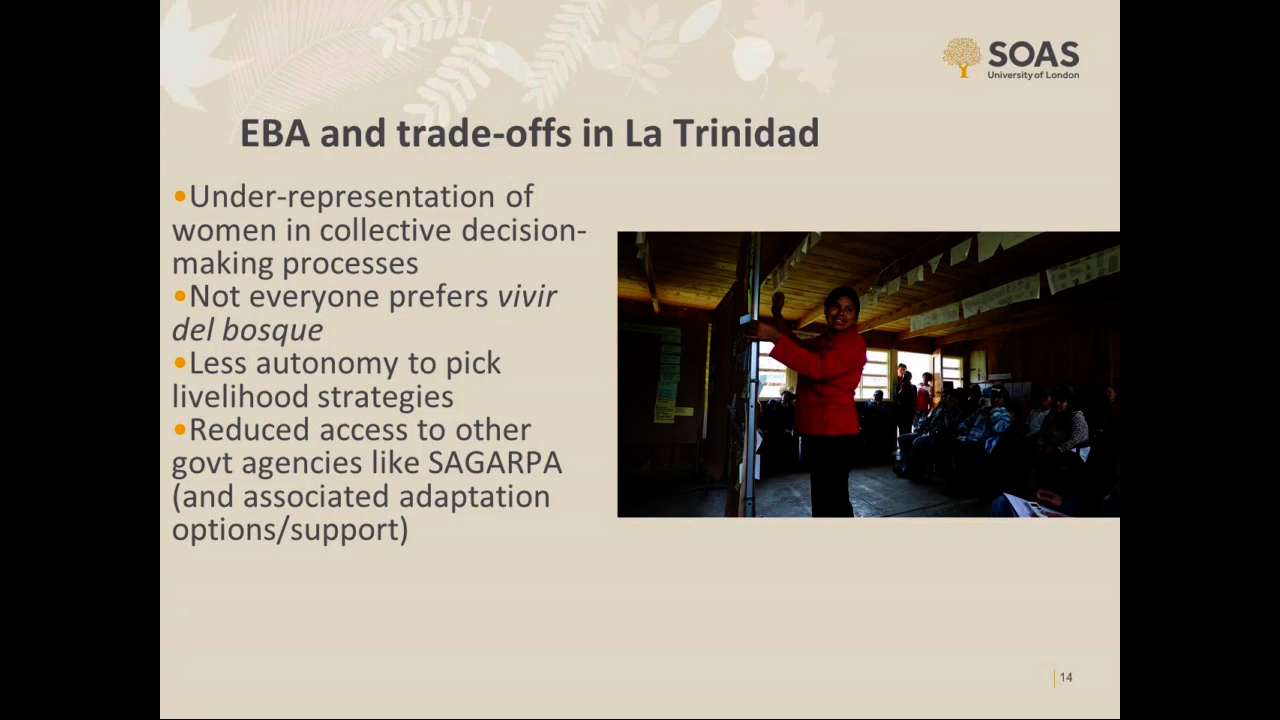 SOAS
University of London
EBA and trade-offs in La Trinidad
•Under-representation of
women in collective decision-
making processes
•Not everyone prefers vivir
del bosque
•Less autonomy to pick
livelihood strategies
•Reduced access to other
govt agencies like SAGARPA
(and associated adaptation
options/support)
14